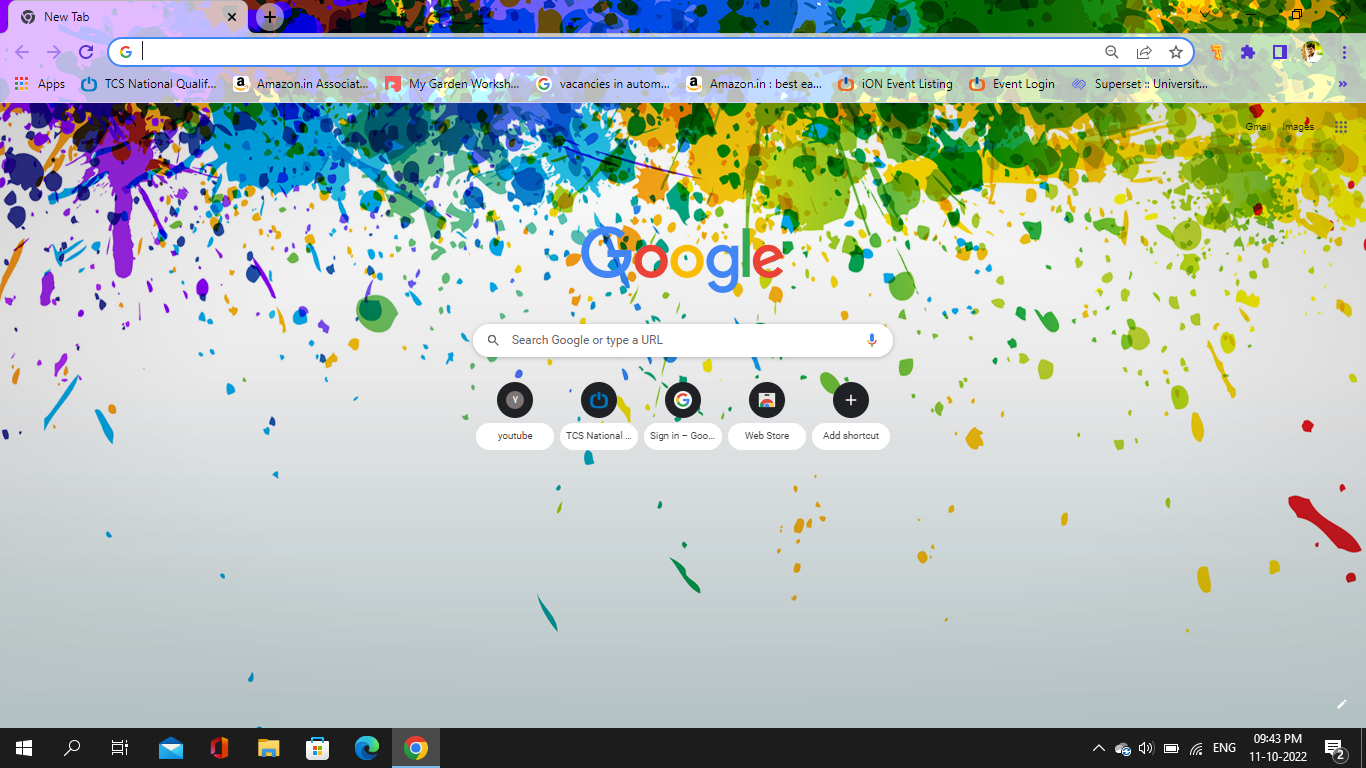 New Tab
Apps
TCS National Qualif...
Amazon.in Associat...
My Garden Worksh...
vacancies in autom...
Amazon.in : best ea...
iON Event Listing
Event Login
Superset :: Universit...
»
Gmail Images
Google
Search Google or type a URL
Y
youtube
TCS National ...
Sign in – Goo...
Web Store
Add shortcut
ENG
09:43 PM
11-10-2022
2